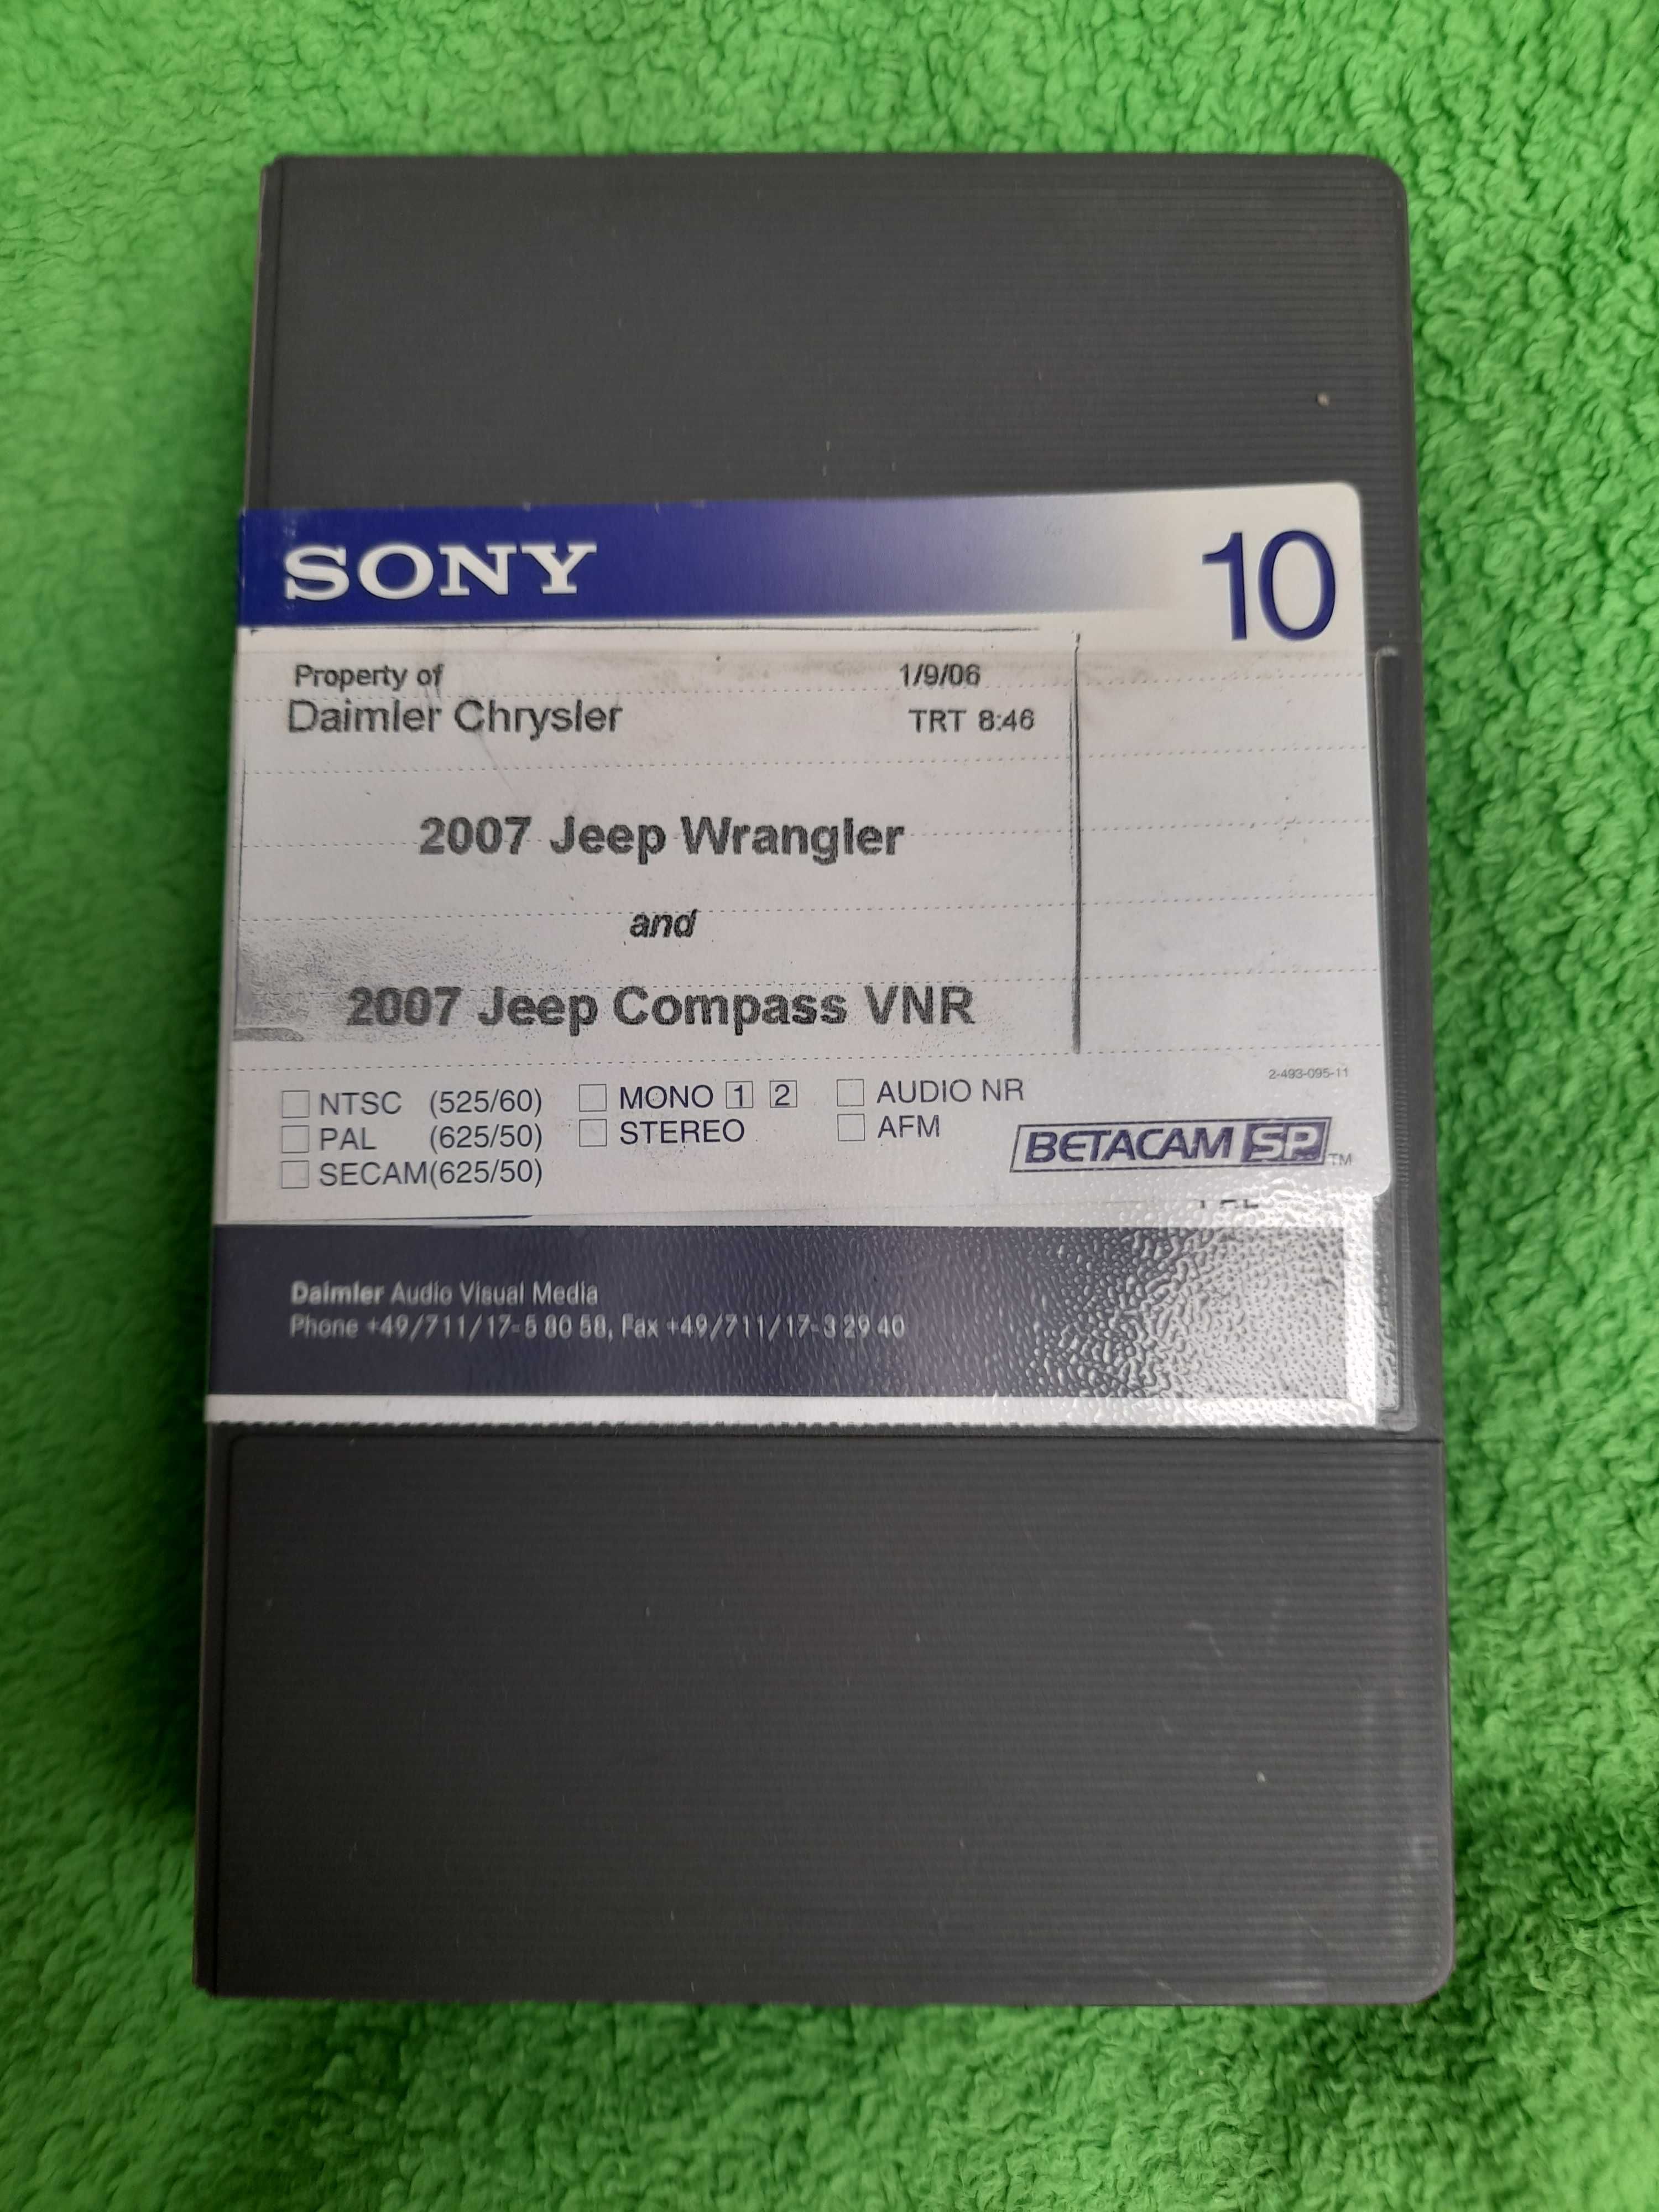 SONY
10
Property of
1/9/06
Daimler Chrysler
TRT 8:46
2007 Jeep Wrangler
and
2007 Jeep Compass VNR
2-493-095-11
NTSC (525/60)
MONO 1 2
AUDIO NR
PAL (625/50)
STEREO
AFM
SECAM(625/50)
BETACAM SP TM
Daimler Audio Visual Media
Phone +49/711/17-5 80 58, Fax +49/711/17-3 29 40